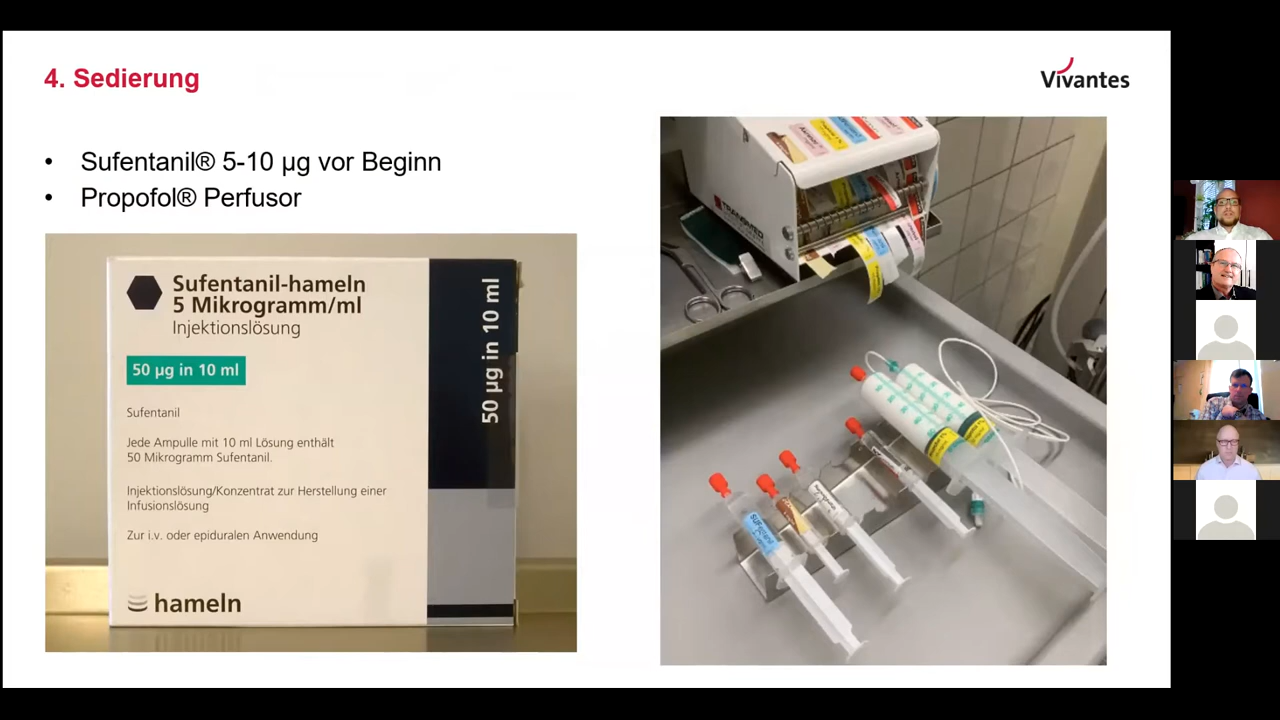 4. Sedierung
Vivantes
• Sufentanil® 5-10 µg vor Beginn
• Propofol® Perfusor
Sufentanil-hameln
5 Mikrogramm/ml
Injektionslösung
50 µg in 10 ml
50 µg in 10 ml
Sufentanil
Jede Ampulle mit 10 ml Lösung enthält
50 Mikrogramm Sufentanil.
Injektionslösung/Konzentrat zur Herstellung einer
Infusionslösung
Zur i.v. oder epiduralen Anwendung
hameln
TRANSMED
Sufentanil